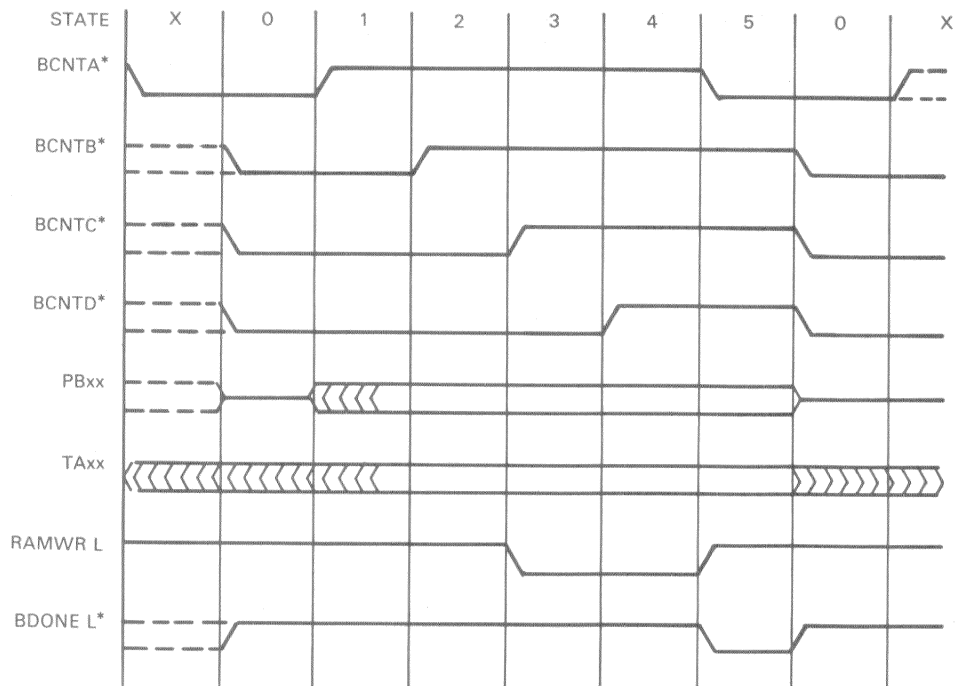 STATE X 0 1 2 3 4 5 0 X
BCNTA*
BCNTB*
BCNTC*
BCNTD*
PBxx
TAxx
RAMWR L
BDONE L*